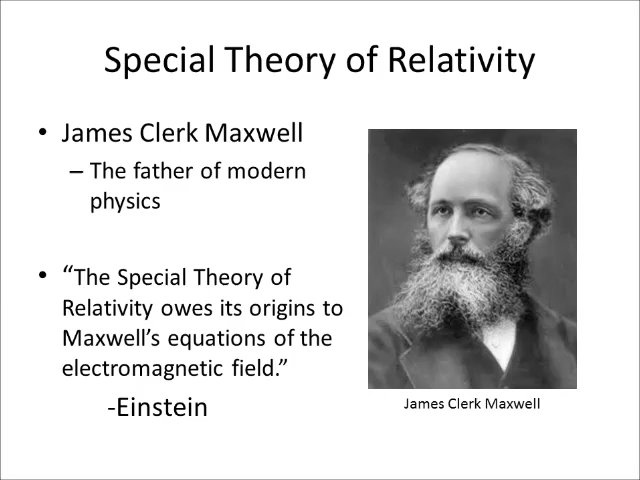 Special Theory of Relativity
• James Clerk Maxwell
– The father of modern
physics
• “The Special Theory of
Relativity owes its origins to
Maxwell’s equations of the
electromagnetic field.”
-Einstein
James Clerk Maxwell